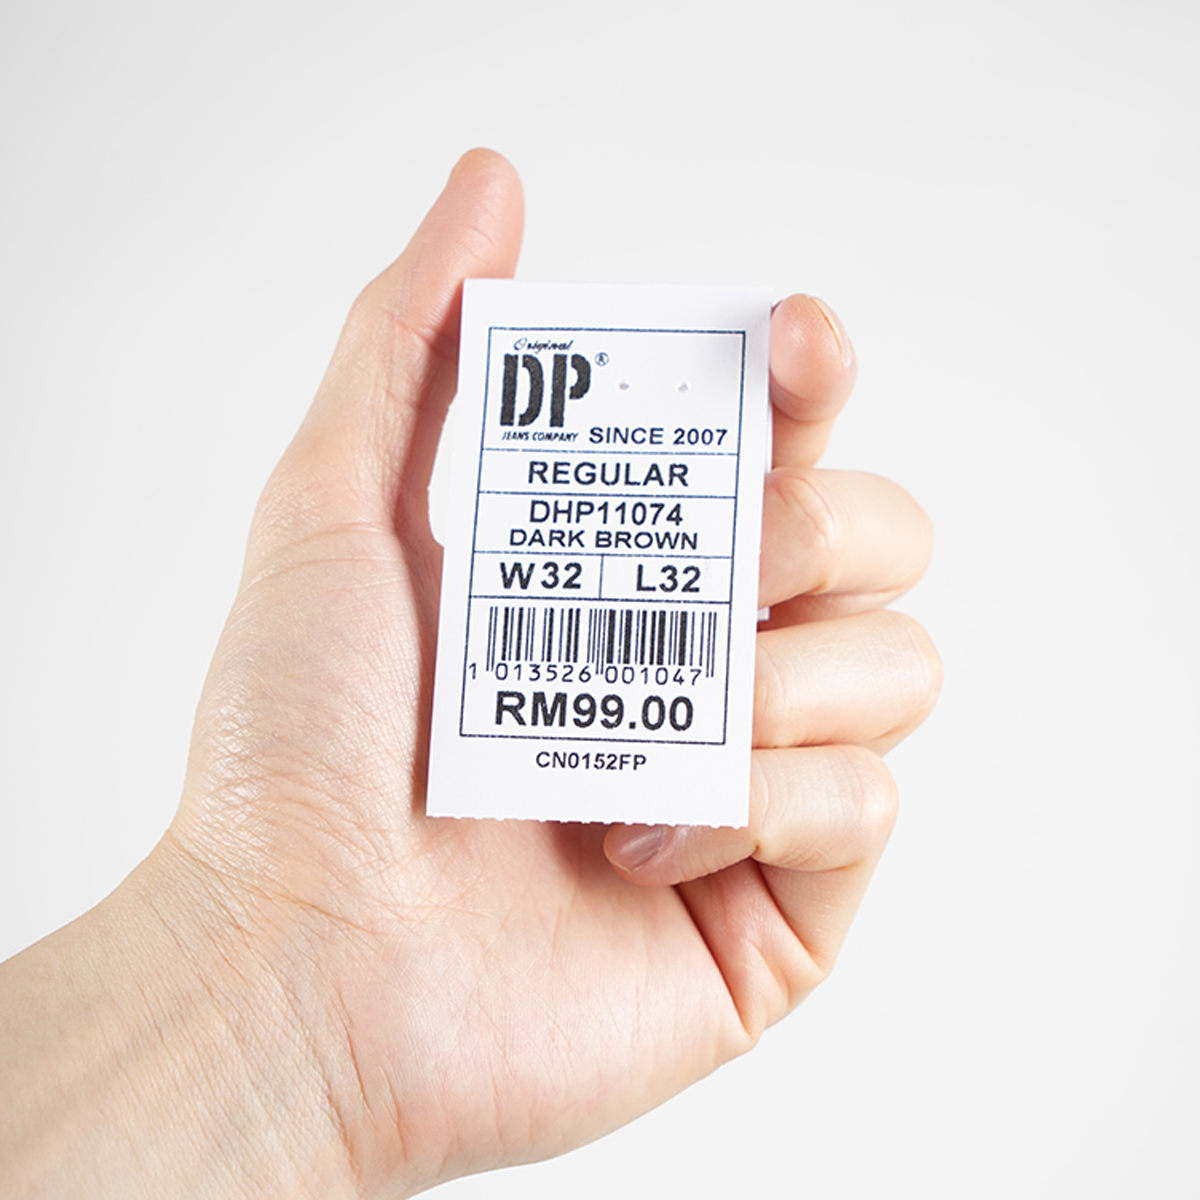 Original
DP®
JEANS COMPANY
SINCE 2007
REGULAR
DHP11074
DARK BROWN
W32 L32
1 013526 001047
RM99.00
CN0152FP